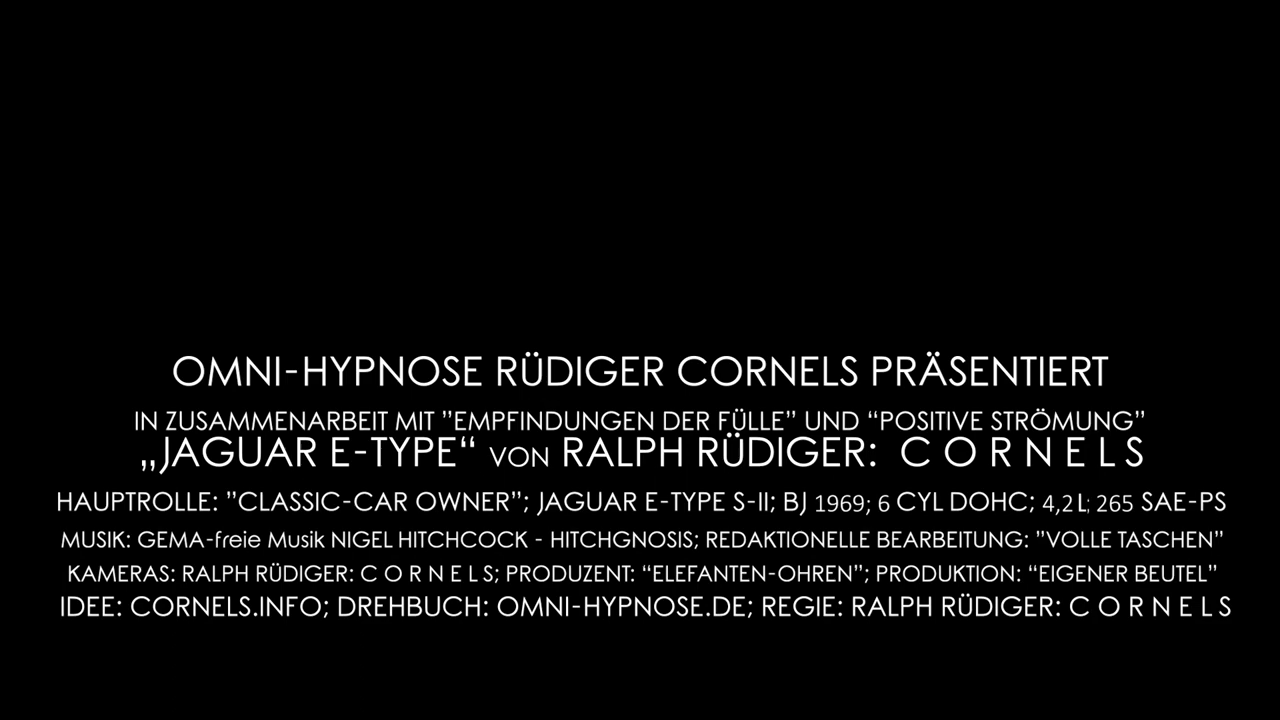 OMNI-HYPNOSE RÜDIGER CORNELS PRÄSENTIERT
IN ZUSAMMENARBEIT MIT ”EMPFINDUNGEN DER FÜLLE” UND “POSITIVE STRÖMUNG”
„JAGUAR E-TYPE“ VON RALPH RÜDIGER: C O R N E L S
HAUPTROLLE: ”CLASSIC-CAR OWNER”; JAGUAR E-TYPE S-II; BJ 1969; 6 CYL DOHC; 4,2 L; 265 SAE-PS
MUSIK: GEMA-freie Musik NIGEL HITCHCOCK - HITCHGNOSIS; REDAKTIONELLE BEARBEITUNG: ”VOLLE TASCHEN”
KAMERAS: RALPH RÜDIGER: C O R N E L S; PRODUZENT: “ELEFANTEN-OHREN”; PRODUKTION: “EIGENER BEUTEL”
IDEE: CORNELS.INFO; DREHBUCH: OMNI-HYPNOSE.DE; REGIE: RALPH RÜDIGER: C O R N E L S